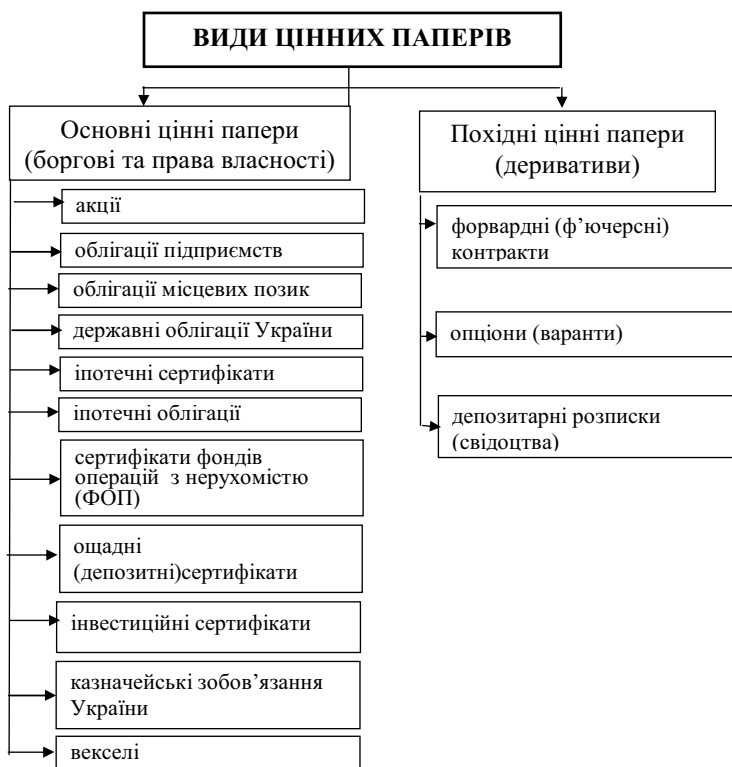 ВИДИ ЦІННИХ ПАПЕРІВ
Основні цінні папери
(боргові та права власності)
акції
облігації підприємств
облігації місцевих позик
державні облігації України
іпотечні сертифікати
іпотечні облігації
сертифікати фондів
операцій з нерухомістю
(ФОП)
ощадні
(депозитні)сертифікати
інвестиційні сертифікати
казначейські зобов’язання
України
векселі
Похідні цінні папери
(деривативи)
форвардні (ф’ючерсні)
контракти
опціони (варанти)
депозитарні розписки
(свідоцтва)